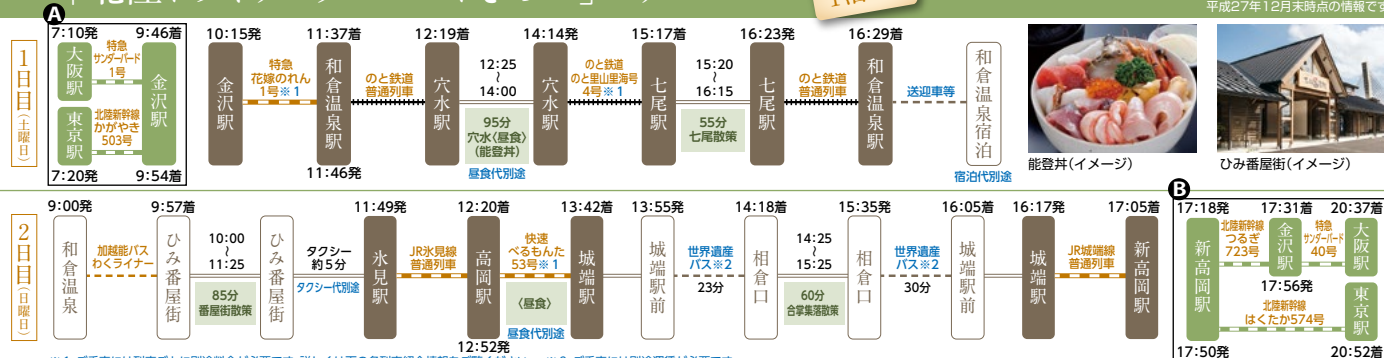 平成27年12月末時点の情報です
A
1日目(土曜日)
7:10発 9:46着
大阪駅
特急
サンダーバード
1号
金沢駅
東京駅
北陸新幹線
かがやき
503号
7:20発 9:54着
10:15発
金沢駅
特急
花嫁のれん
1号※1
11:37着
和倉温泉駅
11:46発
のと鉄道
普通列車
12:19着
穴水駅
12:25
〜
14:00
95分
穴水〈昼食〉
(能登丼)
昼食代別途
14:14発
穴水駅
のと鉄道
のと里山里海号
4号※1
15:17着
七尾駅
15:20
〜
16:15
55分
七尾散策
16:23発
七尾駅
のと鉄道
普通列車
16:29着
和倉温泉駅
送迎車等
和倉温泉宿泊
宿泊代別途
能登丼(イメージ)
ひみ番屋街(イメージ)
2日目(日曜日)
9:00発
和倉温泉
加越能バス
わくライナー
9:57着
ひみ番屋街
10:00
〜
11:25
85分
番屋街散策
ひみ番屋街
タクシー
約5分
タクシー代別途
11:49発
氷見駅
JR氷見線
普通列車
12:20着
高岡駅
12:52発
快速
べるもんた
53号※1
〈昼食〉
昼食代別途
13:42着
城端駅
13:55発
城端駅前
世界遺産
バス※2
23分
14:18着
相倉口
14:25
〜
15:25
60分
合掌集落散策
15:35発
相倉口
世界遺産
バス※2
30分
16:05着
城端駅前
16:17発
城端駅
JR城端線
普通列車
17:05着
新高岡駅
B
17:18発 17:31着 20:37着
新高岡駅
北陸新幹線
つるぎ
723号
金沢駅
17:56発
特急
サンダーバード
40号
大阪駅
北陸新幹線
はくたか574号
東京駅
17:50発 20:52着